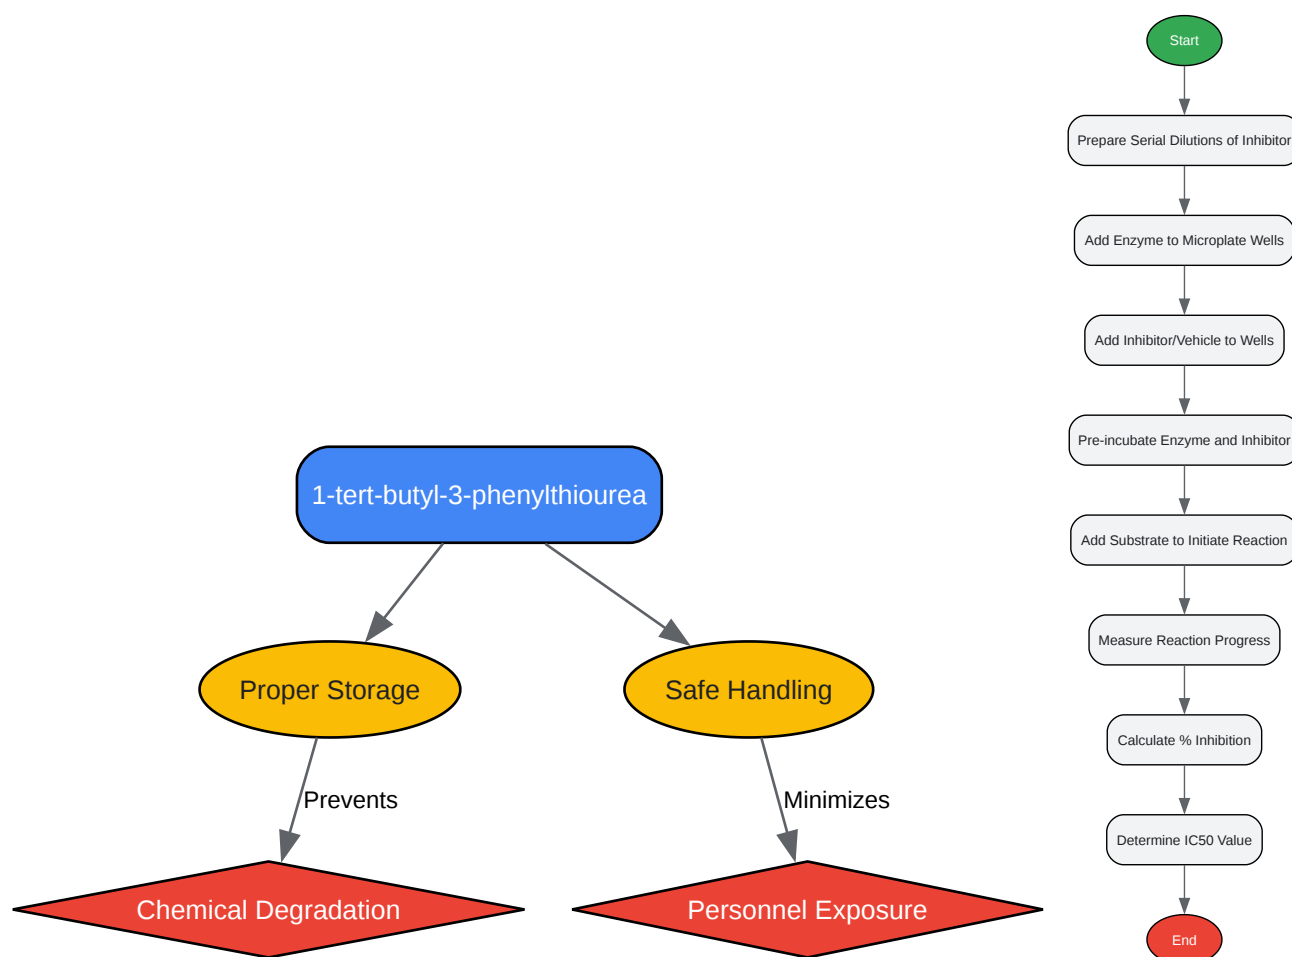 1-tert-butyl-3-phenylthiourea
Proper Storage
Safe Handling
Prevents
Minimizes
Chemical Degradation
Personnel Exposure
Start
Prepare Serial Dilutions of Inhibitor
Add Enzyme to Microplate Wells
Add Inhibitor/Vehicle to Wells
Pre-incubate Enzyme and Inhibitor
Add Substrate to Initiate Reaction
Measure Reaction Progress
Calculate % Inhibition
Determine IC50 Value
End